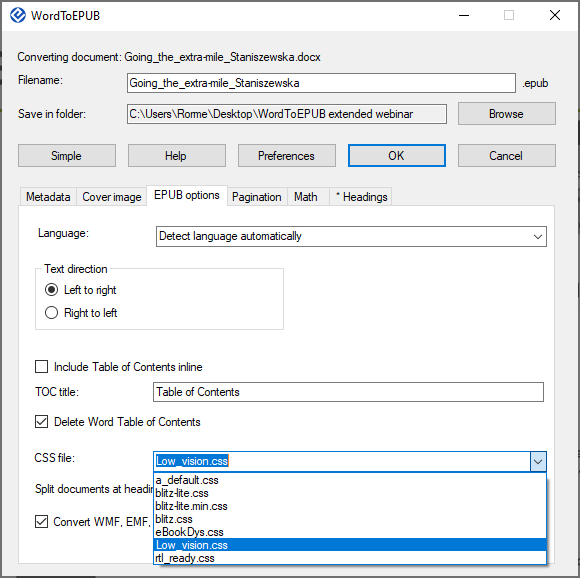 WordToEPUB
Converting document: Going_the_extra-mile_Staniszewska.docx
Filename: Going_the_extra-mile_Staniszewska .epub
Save in folder: C:\Users\Rorme\Desktop\WordToEPUB extended webinar Browse
Simple Help Preferences OK Cancel
Metadata Cover image EPUB options Pagination Math * Headings
Language: Detect language automatically
Text direction
Left to right
Right to left
Include Table of Contents inline
TOC title: Table of Contents
Delete Word Table of Contents
CSS file: Low_vision.css
a_default.css
Split documents at headin
blitz-lite.css
blitz-lite.min.css
blitz.css
Convert WMF, EMF,
eBookDys.css
Low_vision.css
rtl_ready.css